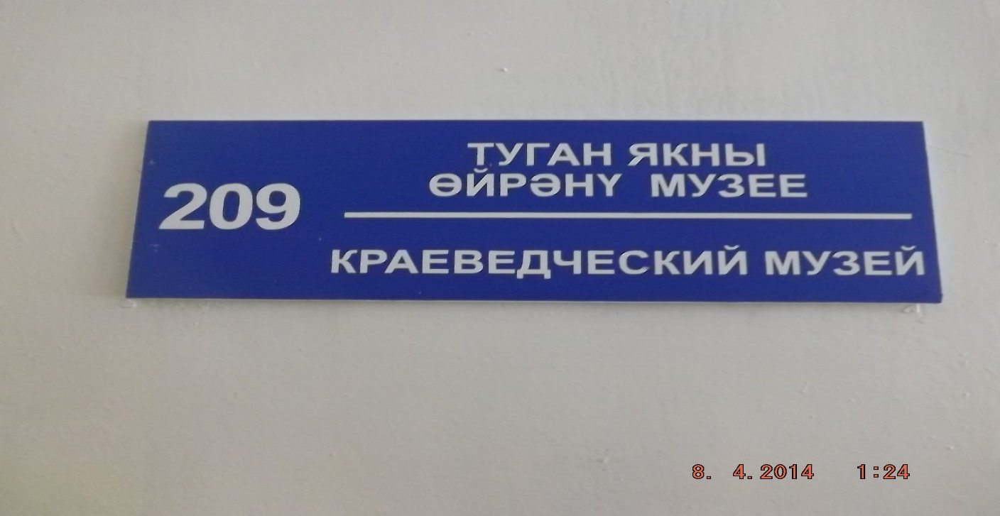 209
ТУГАН ЯКНЫ
ӨЙРӘНҮ МУЗЕЕ
КРАЕВЕДЧЕСКИЙ МУЗЕЙ
8. 4.2014 1:24